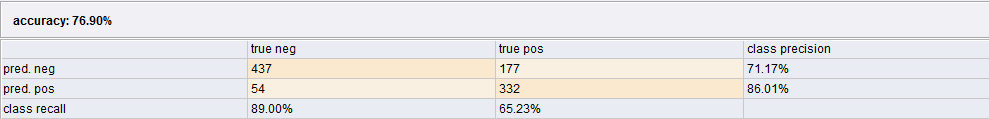 accuracy: 76.90%
true neg true pos class precision
pred. neg 437 177 71.17%
pred. pos 54 332 86.01%
class recall 89.00% 65.23%